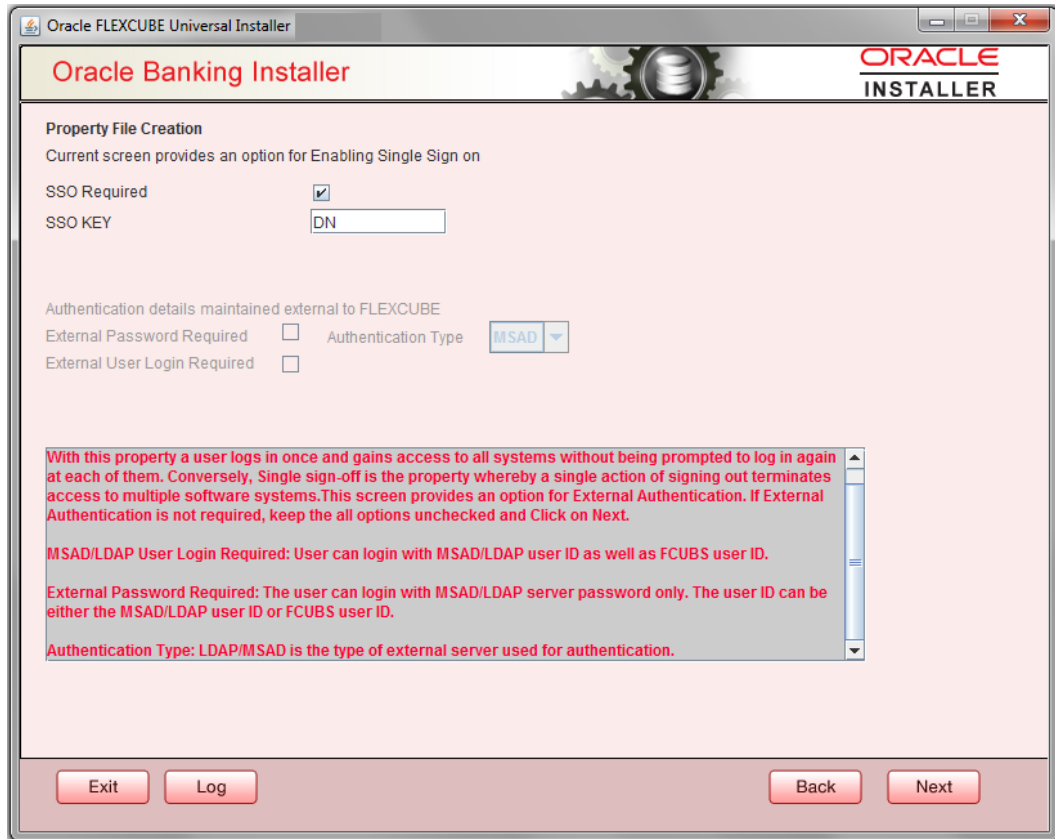 Oracle FLEXCUBE Universal Installer
Oracle Banking Installer
ORACLE
INSTALLER
Property File Creation
Current screen provides an option for Enabling Single Sign on
SSO Required
SSO KEY DN
Authentication details maintained external to FLEXCUBE
External Password Required Authentication Type MSAD
External User Login Required
With this property a user logs in once and gains access to all systems without being prompted to log in again
at each of them. Conversely, Single sign-off is the property whereby a single action of signing out terminates
access to multiple software systems.This screen provides an option for External Authentication. If External
Authentication is not required, keep the all options unchecked and Click on Next.
MSAD/LDAP User Login Required: User can login with MSAD/LDAP user ID as well as FCUBS user ID.
External Password Required: The user can login with MSAD/LDAP server password only. The user ID can be
either the MSAD/LDAP user ID or FCUBS user ID.
Authentication Type: LDAP/MSAD is the type of external server used for authentication.
Exit Log Back Next